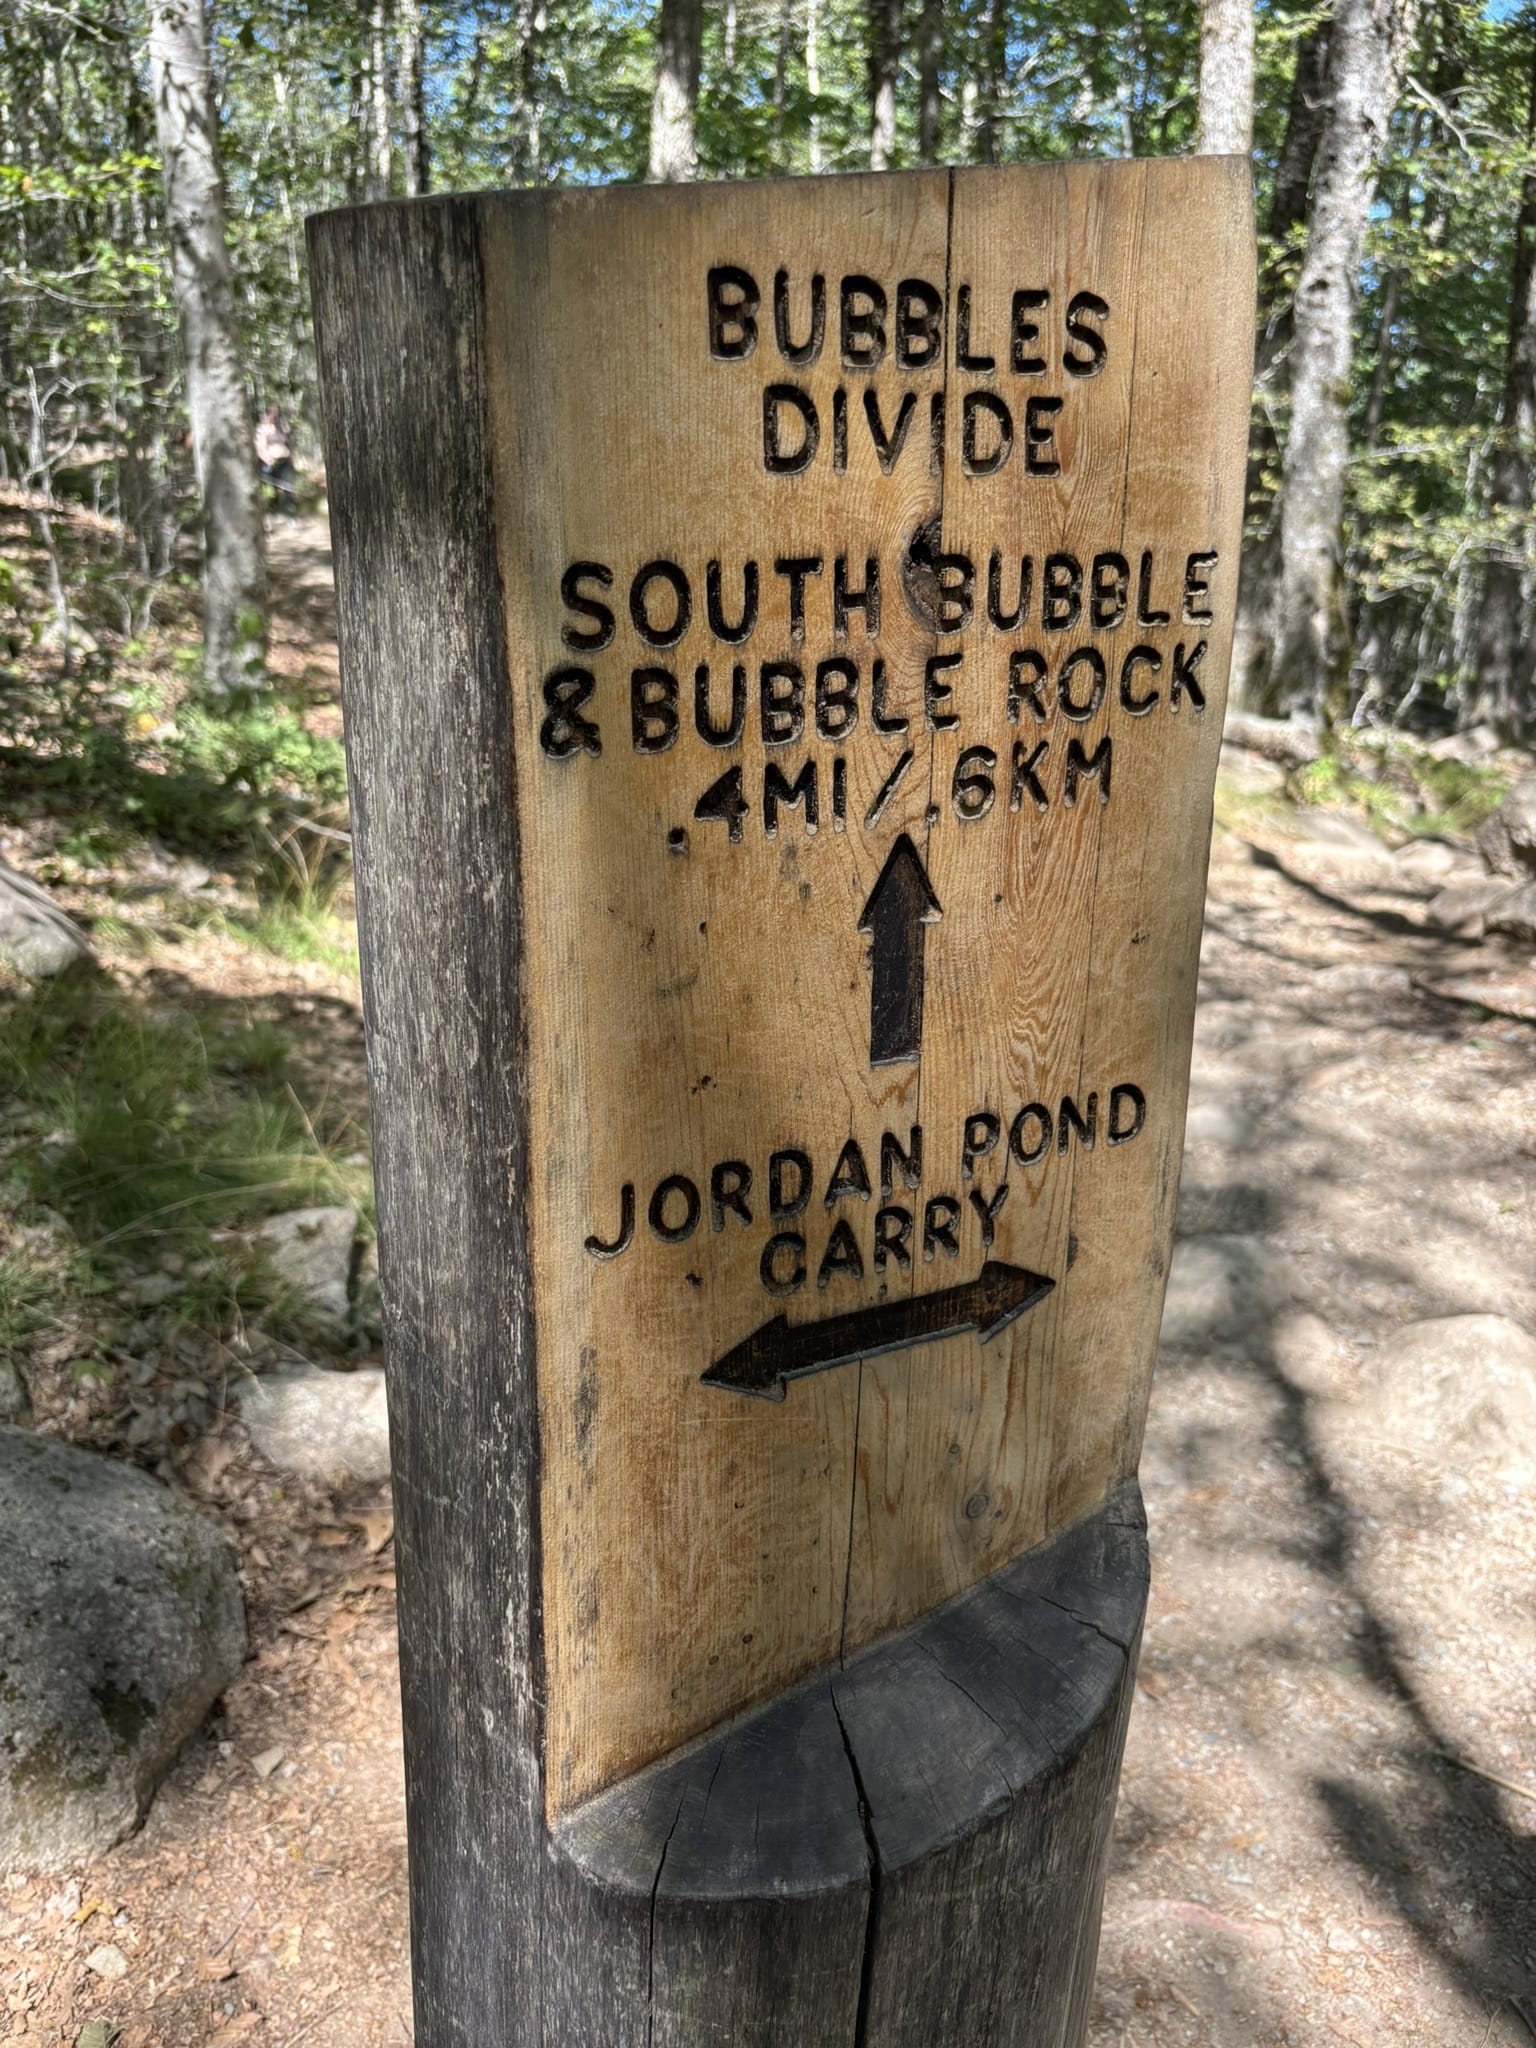 BUBBLES
DIVIDE
SOUTH BUBBLE
& BUBBLE ROCK
.4MI/.6KM
JORDAN POND
CARRY